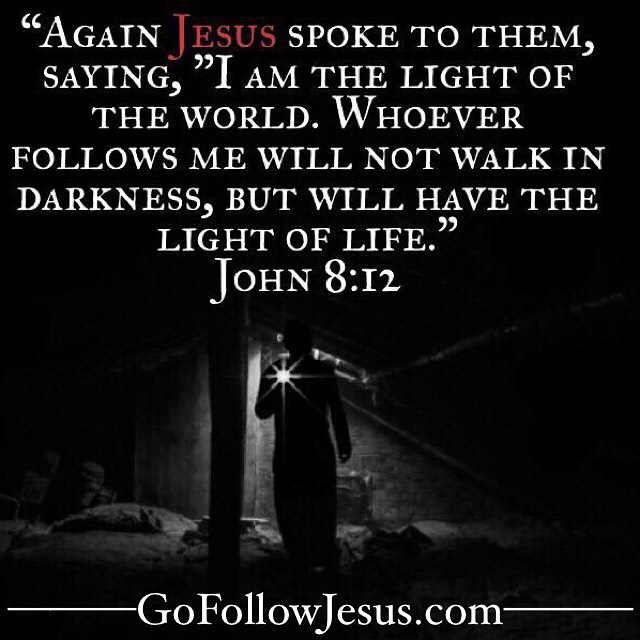 “Again Jesus spoke to them,
saying, ”I am the light of
the world. Whoever
follows me will not walk in
darkness, but will have the
light of life.”
John 8:12
GoFollowJesus.com